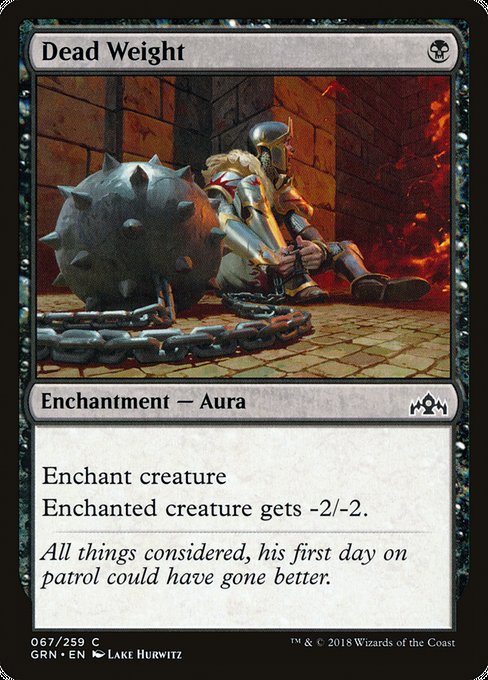 Dead Weight
Enchantment — Aura
Enchant creature
Enchanted creature gets -2/-2.
All things considered, his first day on
patrol could have gone better.
067/259 C
GRN • EN Lake Hurwitz
™ & © 2018 Wizards of the Coast